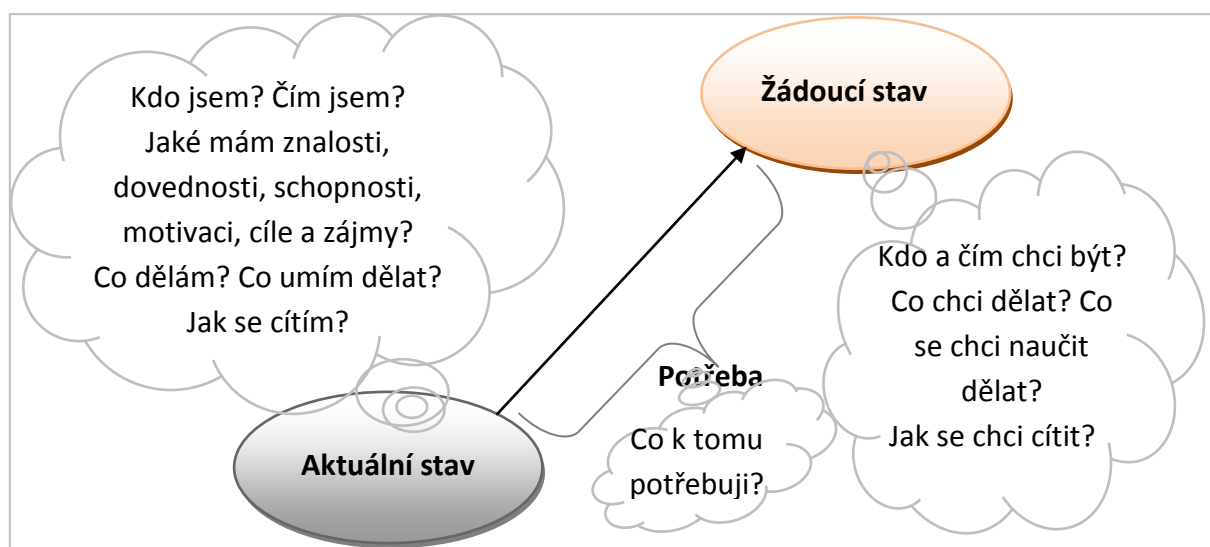 Kdo jsem? Čím jsem?
Jaké mám znalosti,
dovednosti, schopnosti,
motivaci, cíle a zájmy?
Co dělám? Co umím dělat?
Jak se cítím?
Žádoucí stav
Kdo a čím chci být?
Co chci dělat? Co
se chci naučit
dělat?
Jak se chci cítit?
Potřeba
Co k tomu
potřebuji?
Aktuální stav